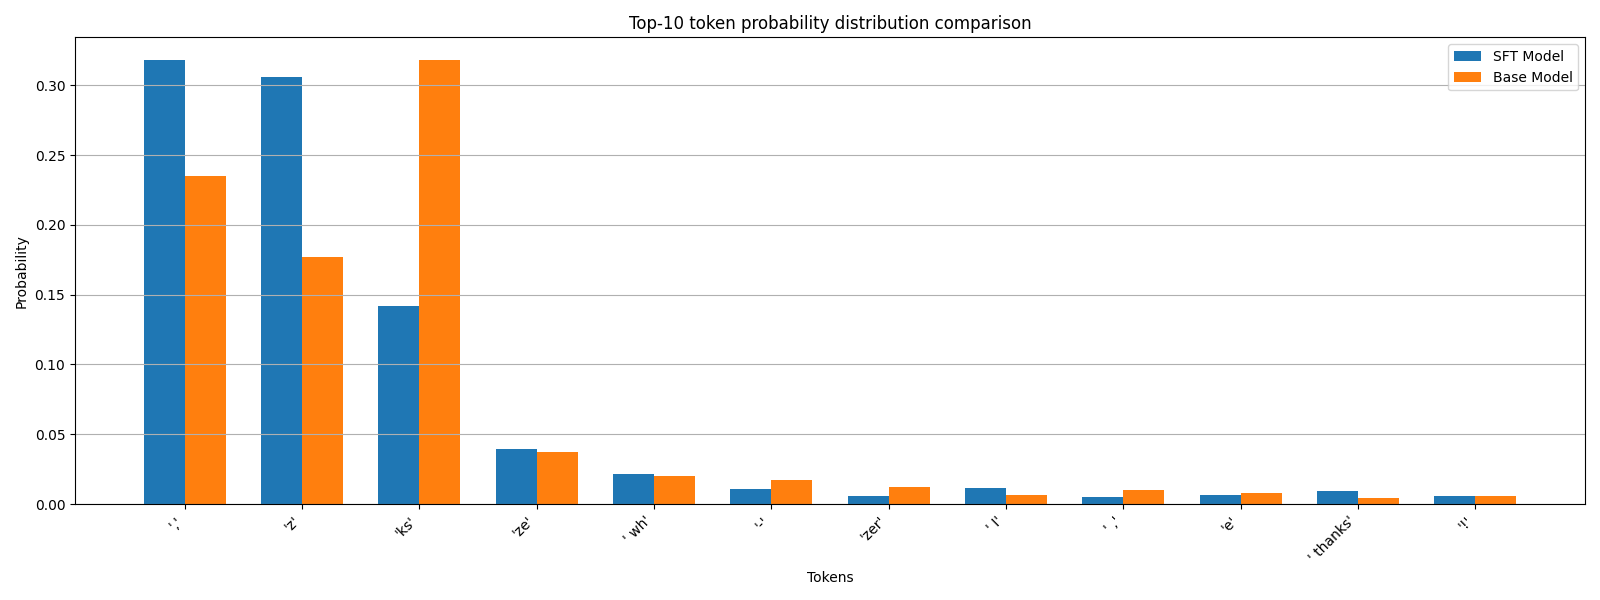 Top-10 token probability distribution comparison
SFT Model
Base Model
Probability
0.30
0.25
0.20
0.15
0.10
0.05
0.00
','
'z'
'ks'
'ze'
' wh'
'-'
'zer'
' I'
' ,'
'e'
' thanks'
'!'
Tokens